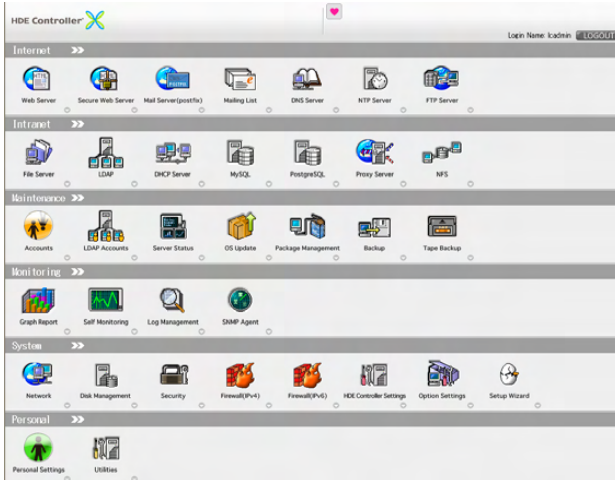 HDE Controller X
Login Name: lcadmin LOGOUT
Internet
Web Server Secure Web Server Mail Server(postfix) Mailing List DNS Server NTP Server FTP Server
Intranet
File Server LDAP DHCP Server MySQL PostgreSQL Proxy Server NFS
Maintenance
Accounts LDAP Accounts Server Status OS Update Package Management Backup Tape Backup
Monitoring
Graph Report Self Monitoring Log Management SNMP Agent
System
Network Disk Management Security Firewall(IPv4) Firewall(IPv6) HDE Controller Settings Option Settings Setup Wizard
Personal
Personal Settings Utilities